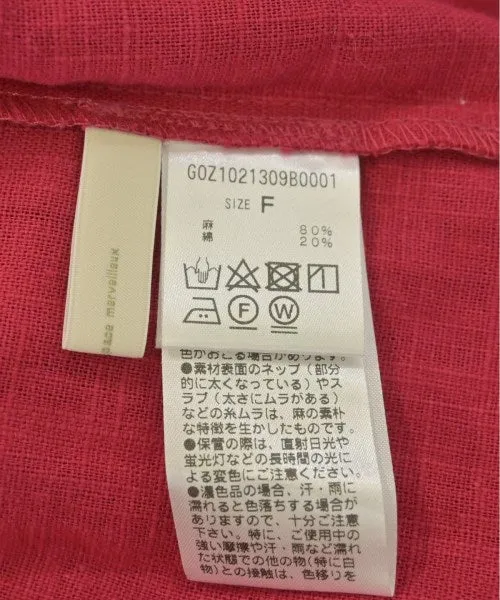 G0Z1021309B0001
SIZE F
麻 80%
綿 20%
F W
色がおこる場合があります。
●素材表面のネップ(部分
的に太くなっている)やス
ラブ(太さにムラがある)
などの糸ムラは、麻の素朴
な特徴を生かしたものです。
●保管の際は、直射日光や
蛍光灯などの長時間の光に
よる変色にご注意ください。
●濃色品の場合、汗・雨に
濡れると色落ちする場合が
ありますので、十分ご注意
下さい。特に、ご使用中の
強い摩擦や汗・雨など濡れ
た状態での他の物(特に白
物)との接触は、色移りを
merveilleux